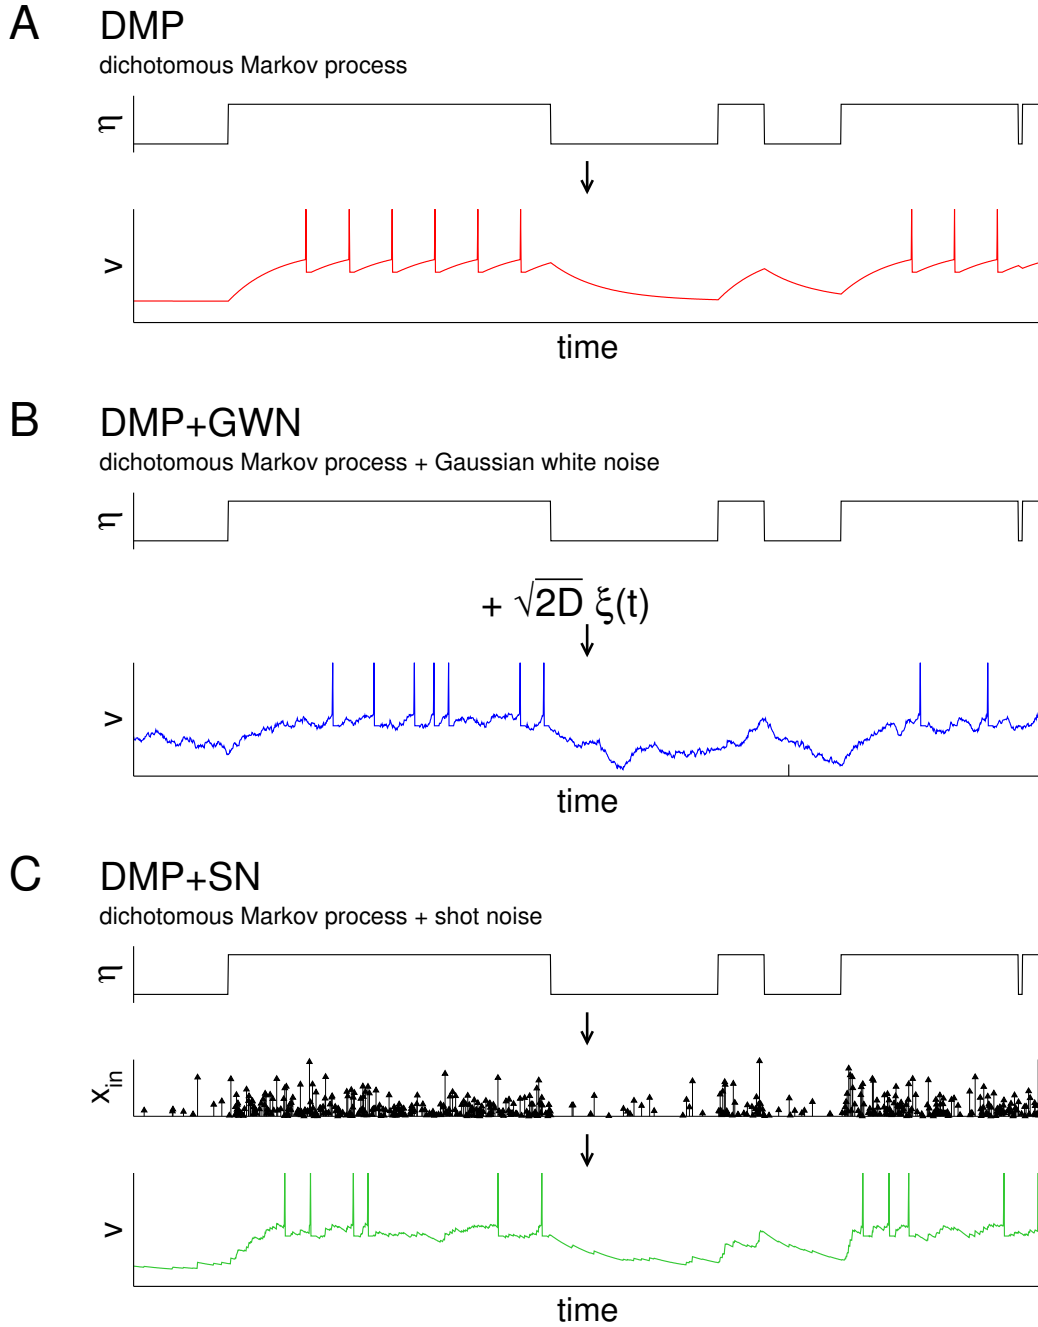 A DMP
dichotomous Markov process
η
v
time
B DMP+GWN
dichotomous Markov process + Gaussian white noise
η
+ √2D ξ(t)
v
time
C DMP+SN
dichotomous Markov process + shot noise
η
x_in
v
time